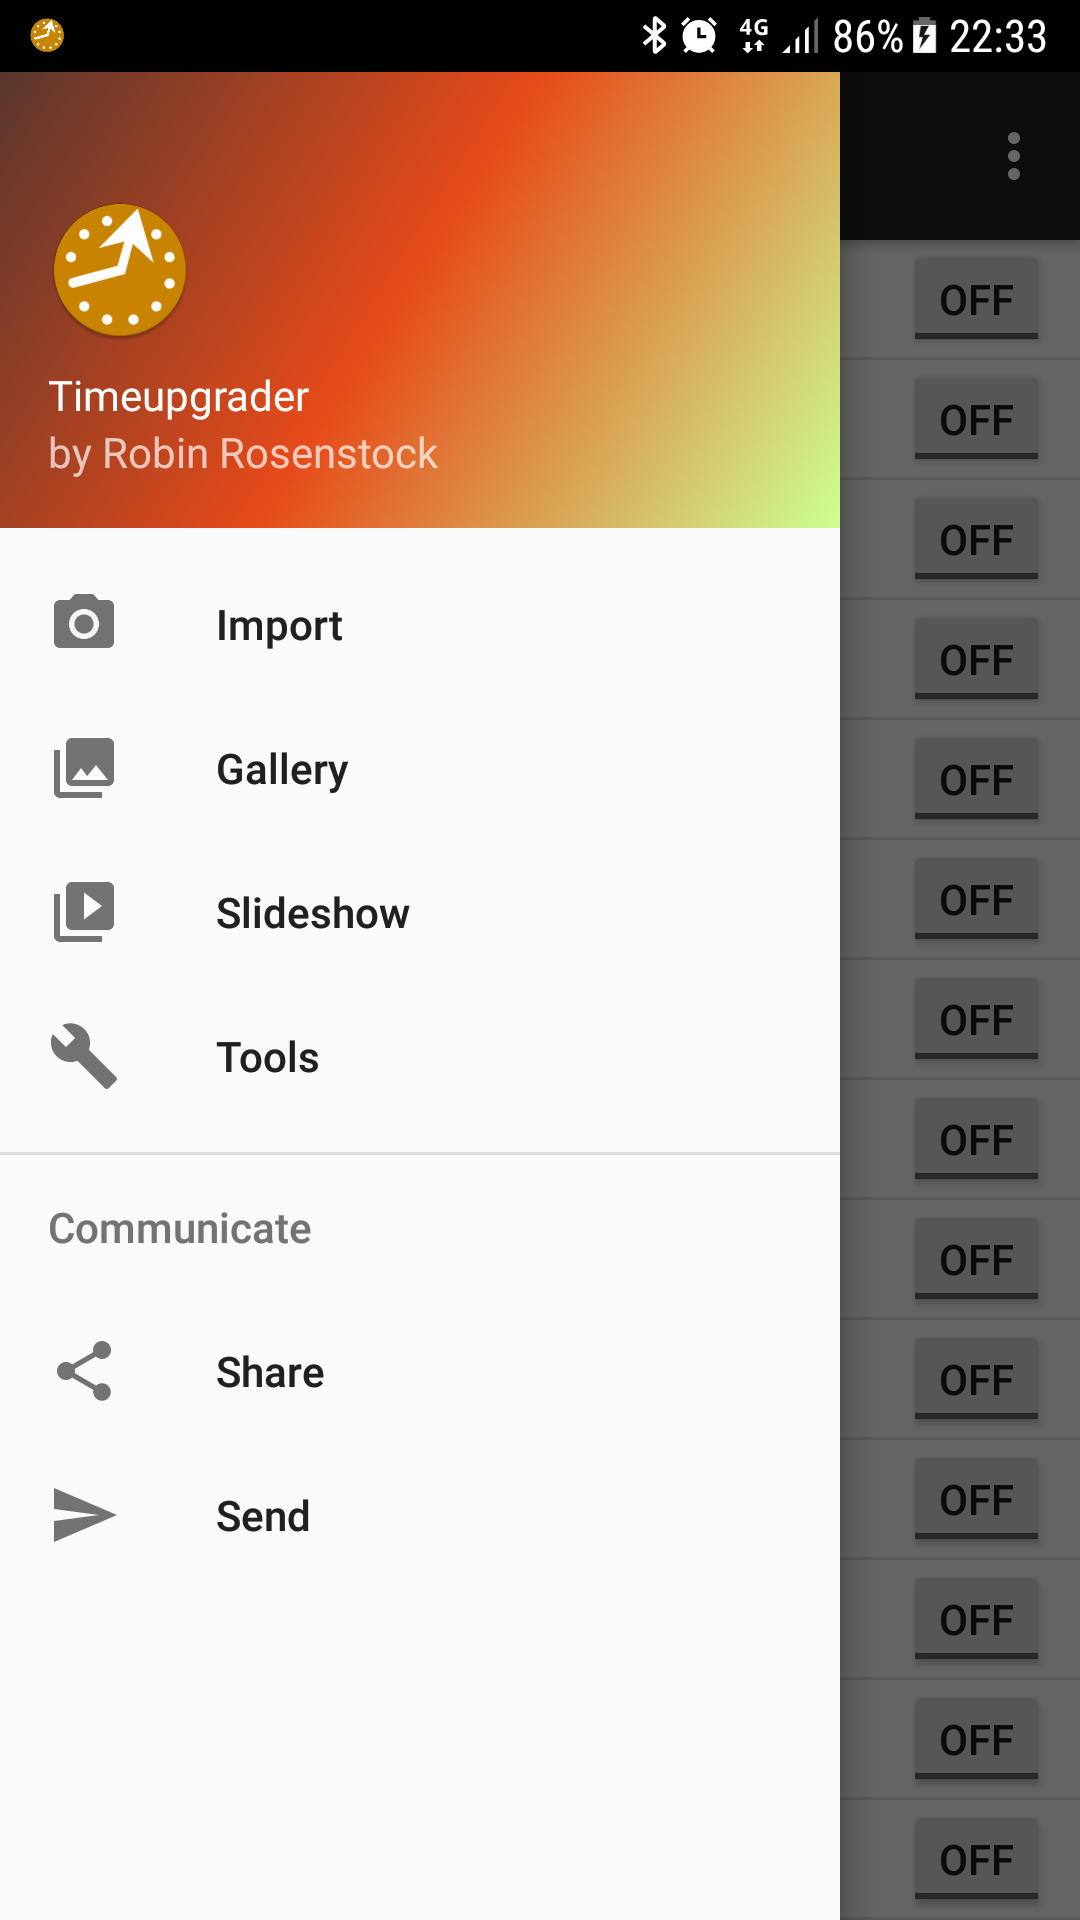 4G 86% 22:33
Timeupgrader
by Robin Rosenstock
Import
Gallery
Slideshow
Tools
Communicate
Share
Send
OFF
OFF
OFF
OFF
OFF
OFF
OFF
OFF
OFF
OFF
OFF
OFF
OFF
OFF